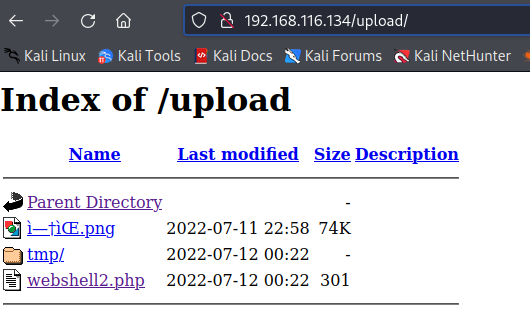 192.168.116.134/upload/
Kali Linux Kali Tools Kali Docs Kali Forums Kali NetHunter
Index of /upload
Name Last modified Size Description
Parent Directory -
ì—†ìŒ.png 2022-07-11 22:58 74K
tmp/ 2022-07-12 00:22 -
webshell2.php 2022-07-12 00:22 301